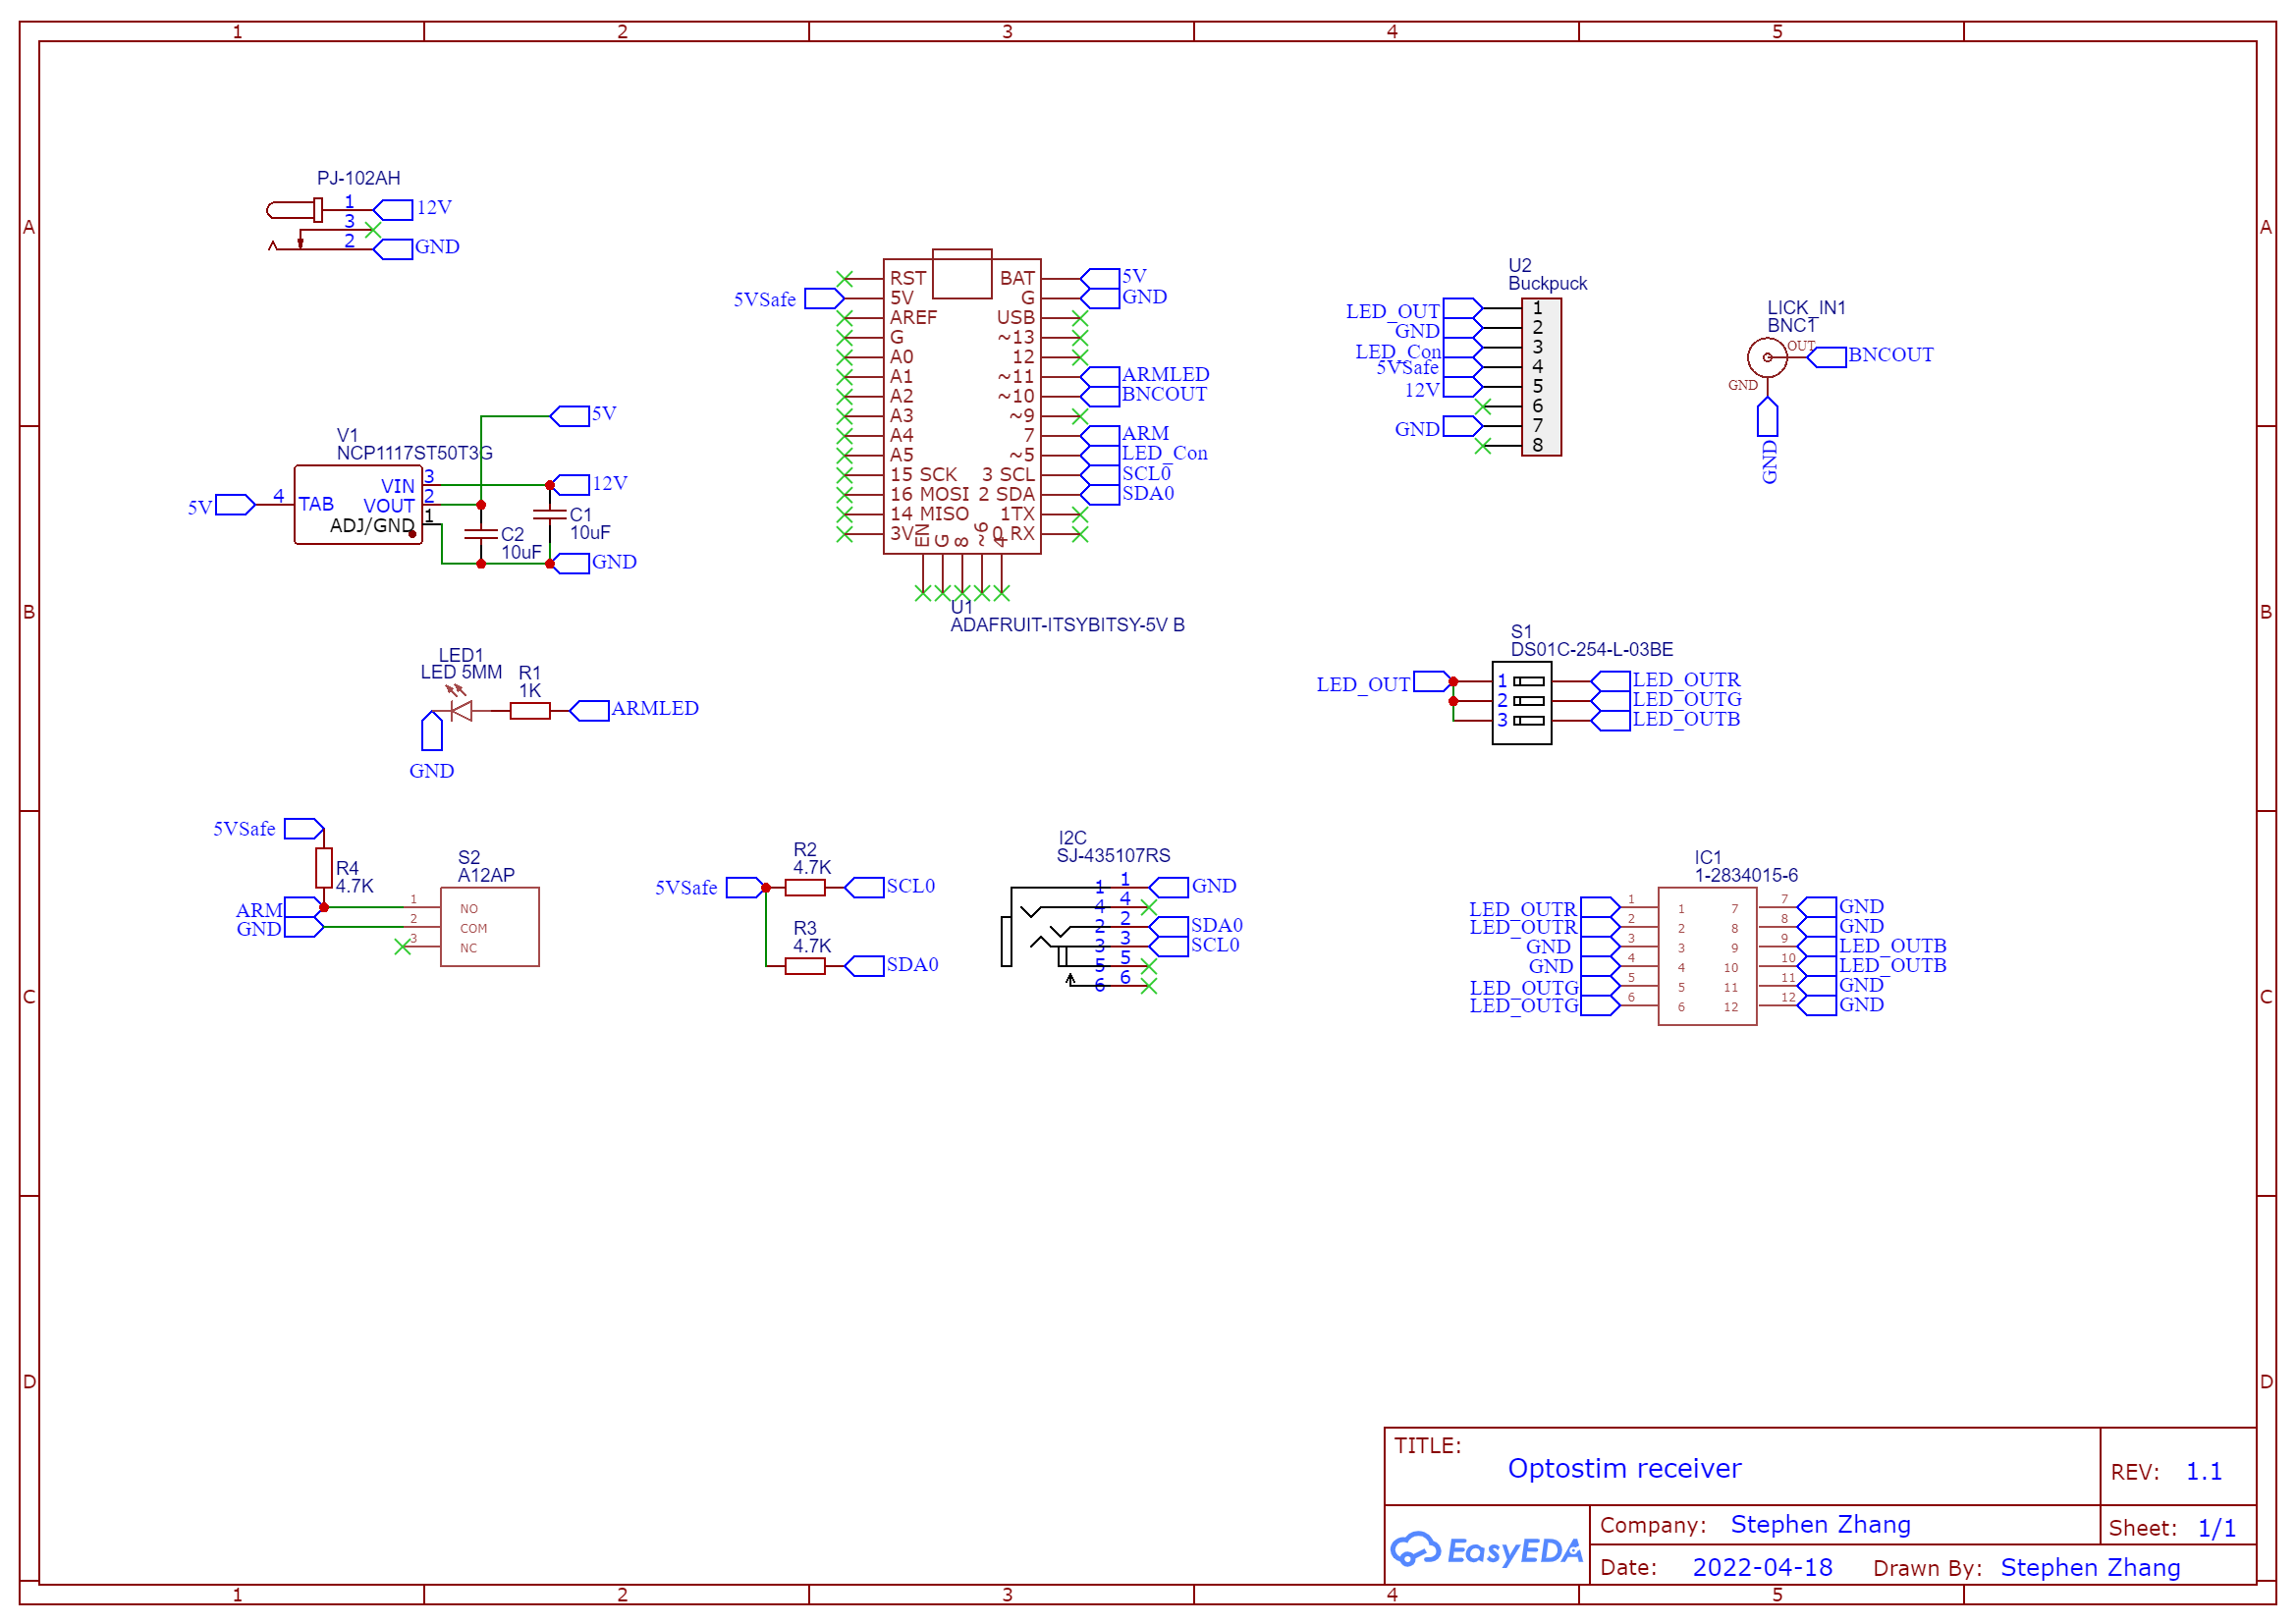 1 2 3 4 5
A A
B B
C C
D D
PJ-102AH
1 12V
3
2 GND
V1
NCP1117ST50T3G
5V
VIN 3 12V
5V 4 TAB VOUT 2
ADJ/GND 1
C2
10uF
C1
10uF
GND
LED1
LED 5MM
R1
1K
ARMLED
GND
5VSafe
R4
4.7K
S2
A12AP
ARM 1 NO
GND 2 COM
3 NC
RST BAT 5V
5VSafe 5V G GND
AREF USB
G ~13
A0 12
A1 ~11 ARMLED
A2 ~10 BNCOUT
A3 ~9
A4 7 ARM
A5 ~5 LED_Con
15 SCK 3 SCL SCL0
16 MOSI 2 SDA SDA0
14 MISO 1TX
3V 0 RX
EN G 8 ~6 4
U1
ADAFRUIT-ITSYBITSY-5V B
R2
4.7K
5VSafe SCL0
R3
4.7K
SDA0
I2C
SJ-435107RS
1 1 GND
4 4
2 2 SDA0
3 3 SCL0
5 5
6 6
U2
Buckpuck
LED_OUT 1
GND 2
LED_Con 3
5VSafe 4
12V 5
6
GND 7
8
LICK_IN1
BNC1
OUT BNCOUT
GND
GND
S1
DS01C-254-L-03BE
LED_OUT 1 LED_OUTR
2 LED_OUTG
3 LED_OUTB
IC1
1-2834015-6
LED_OUTR 1 1 7 7 GND
LED_OUTR 2 2 8 8 GND
GND 3 3 9 9 LED_OUTB
GND 4 4 10 10 LED_OUTB
LED_OUTG 5 5 11 11 GND
LED_OUTG 6 6 12 12 GND
TITLE:
Optostim receiver
REV: 1.1
EasyEDA
Company: Stephen Zhang
Sheet: 1/1
Date: 2022-04-18 Drawn By: Stephen Zhang
1 2 3 4 5